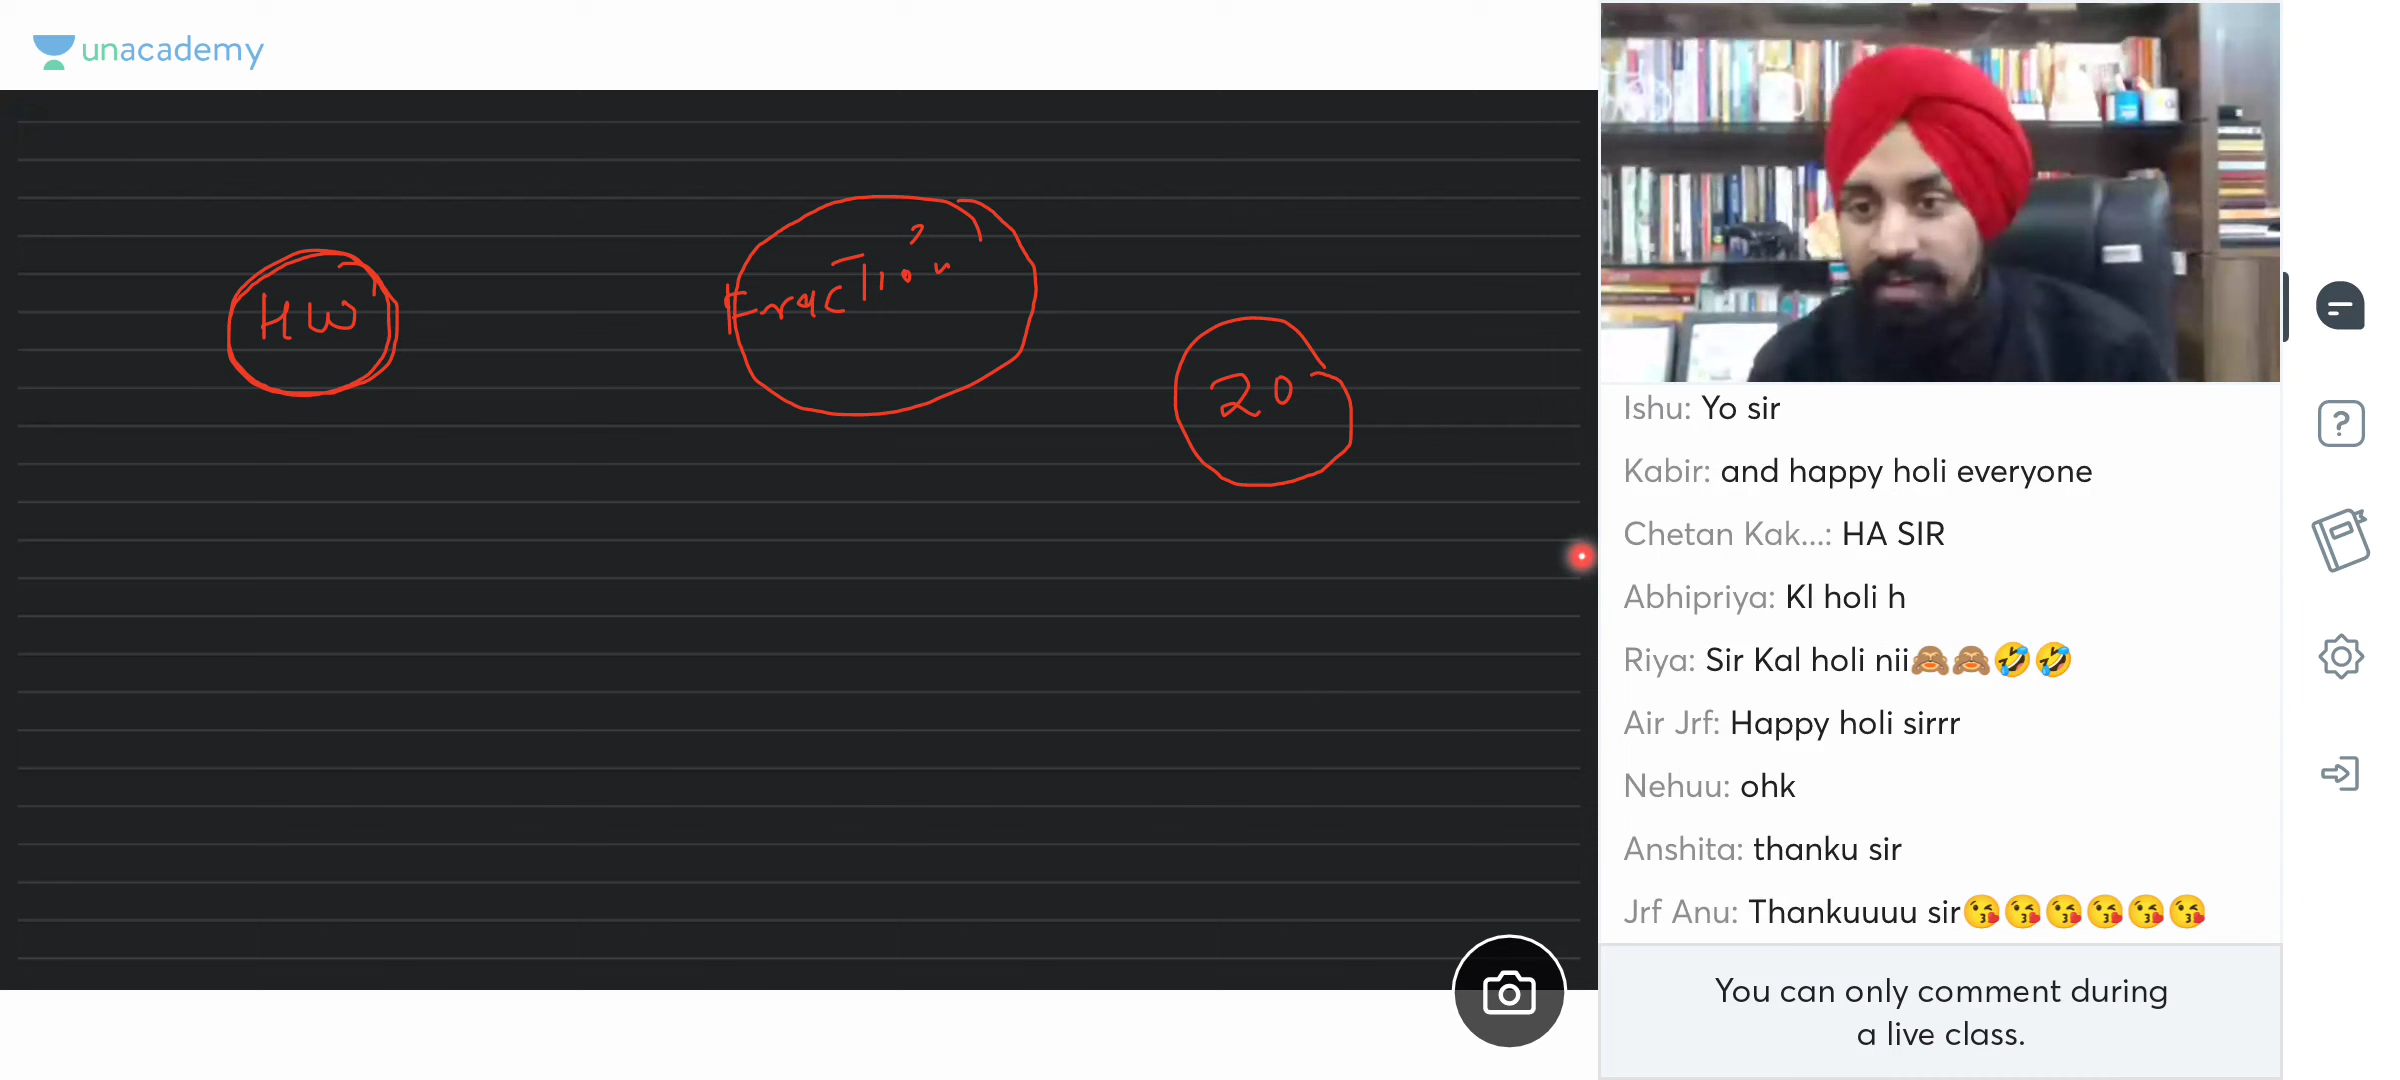 unacademy
HW
Fraction
20
Ishu: Yo sir
Kabir: and happy holi everyone
Chetan Kak...: HA SIR
Abhipriya: Kl holi h
Riya: Sir Kal holi nii🙈🙈🤣🤣
Air Jrf: Happy holi sirrr
Nehuu: ohk
Anshita: thanku sir
Jrf Anu: Thankuuuu sir😘😘😘😘😘😘
You can only comment during
a live class.